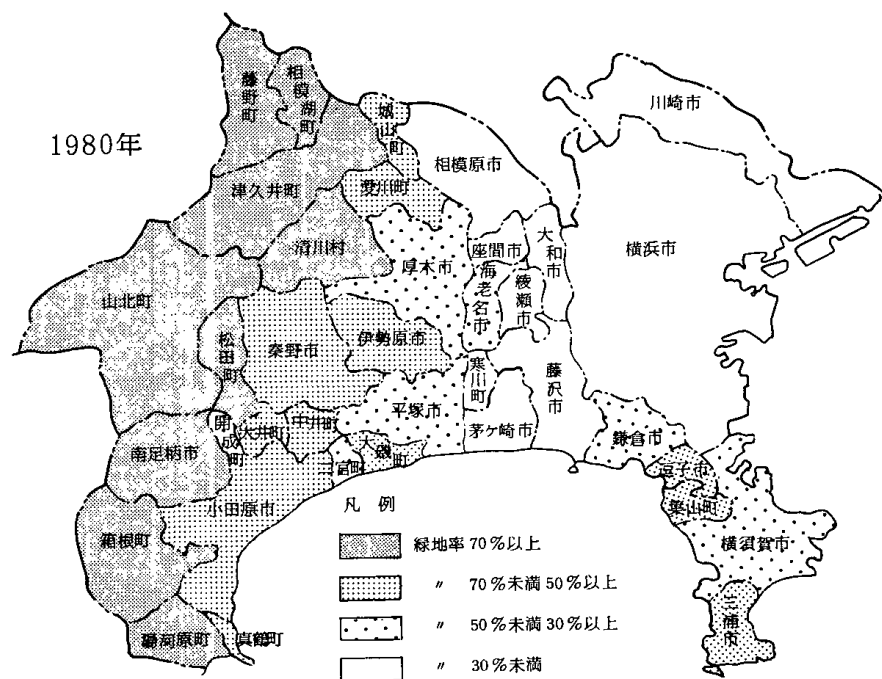 1980年
藤野町
相模湖町
城山町
川崎市
相模原市
津久井町
愛川町
清川村
厚木市
座間市
大和市
横浜市
海老名市
綾瀬市
山北町
松田町
秦野市
伊勢原市
寒川町
藤沢市
開成町
大井町
中井町
平塚市
茅ケ崎市
鎌倉市
南足柄市
二宮町
大磯町
逗子市
葉山町
小田原市
箱根町
横須賀市
三浦市
湯河原町
真鶴町
凡 例
緑地率 70%以上
〃 70%未満 50%以上
〃 50%未満 30%以上
〃 30%未満